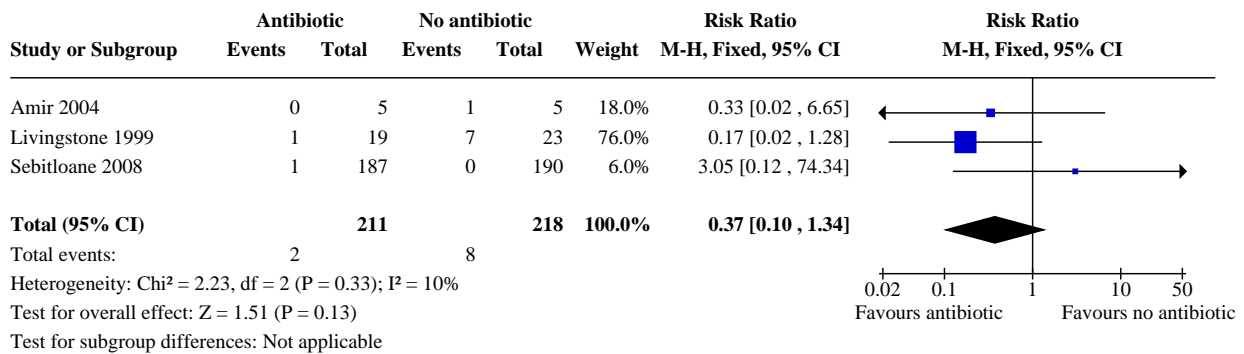 Antibiotic No antibiotic Risk Ratio Risk Ratio
Study or Subgroup Events Total Events Total Weight M-H, Fixed, 95% CI M-H, Fixed, 95% CI
Amir 2004 0 5 1 5 18.0% 0.33 [0.02 , 6.65]
Livingstone 1999 1 19 7 23 76.0% 0.17 [0.02 , 1.28]
Sebitloane 2008 1 187 0 190 6.0% 3.05 [0.12 , 74.34]
Total (95% CI) 211 218 100.0% 0.37 [0.10 , 1.34]
Total events: 2 8
Heterogeneity: Chi² = 2.23, df = 2 (P = 0.33); I² = 10%
0.02 0.1 1 10 50
Test for overall effect: Z = 1.51 (P = 0.13) Favours antibiotic Favours no antibiotic
Test for subgroup differences: Not applicable